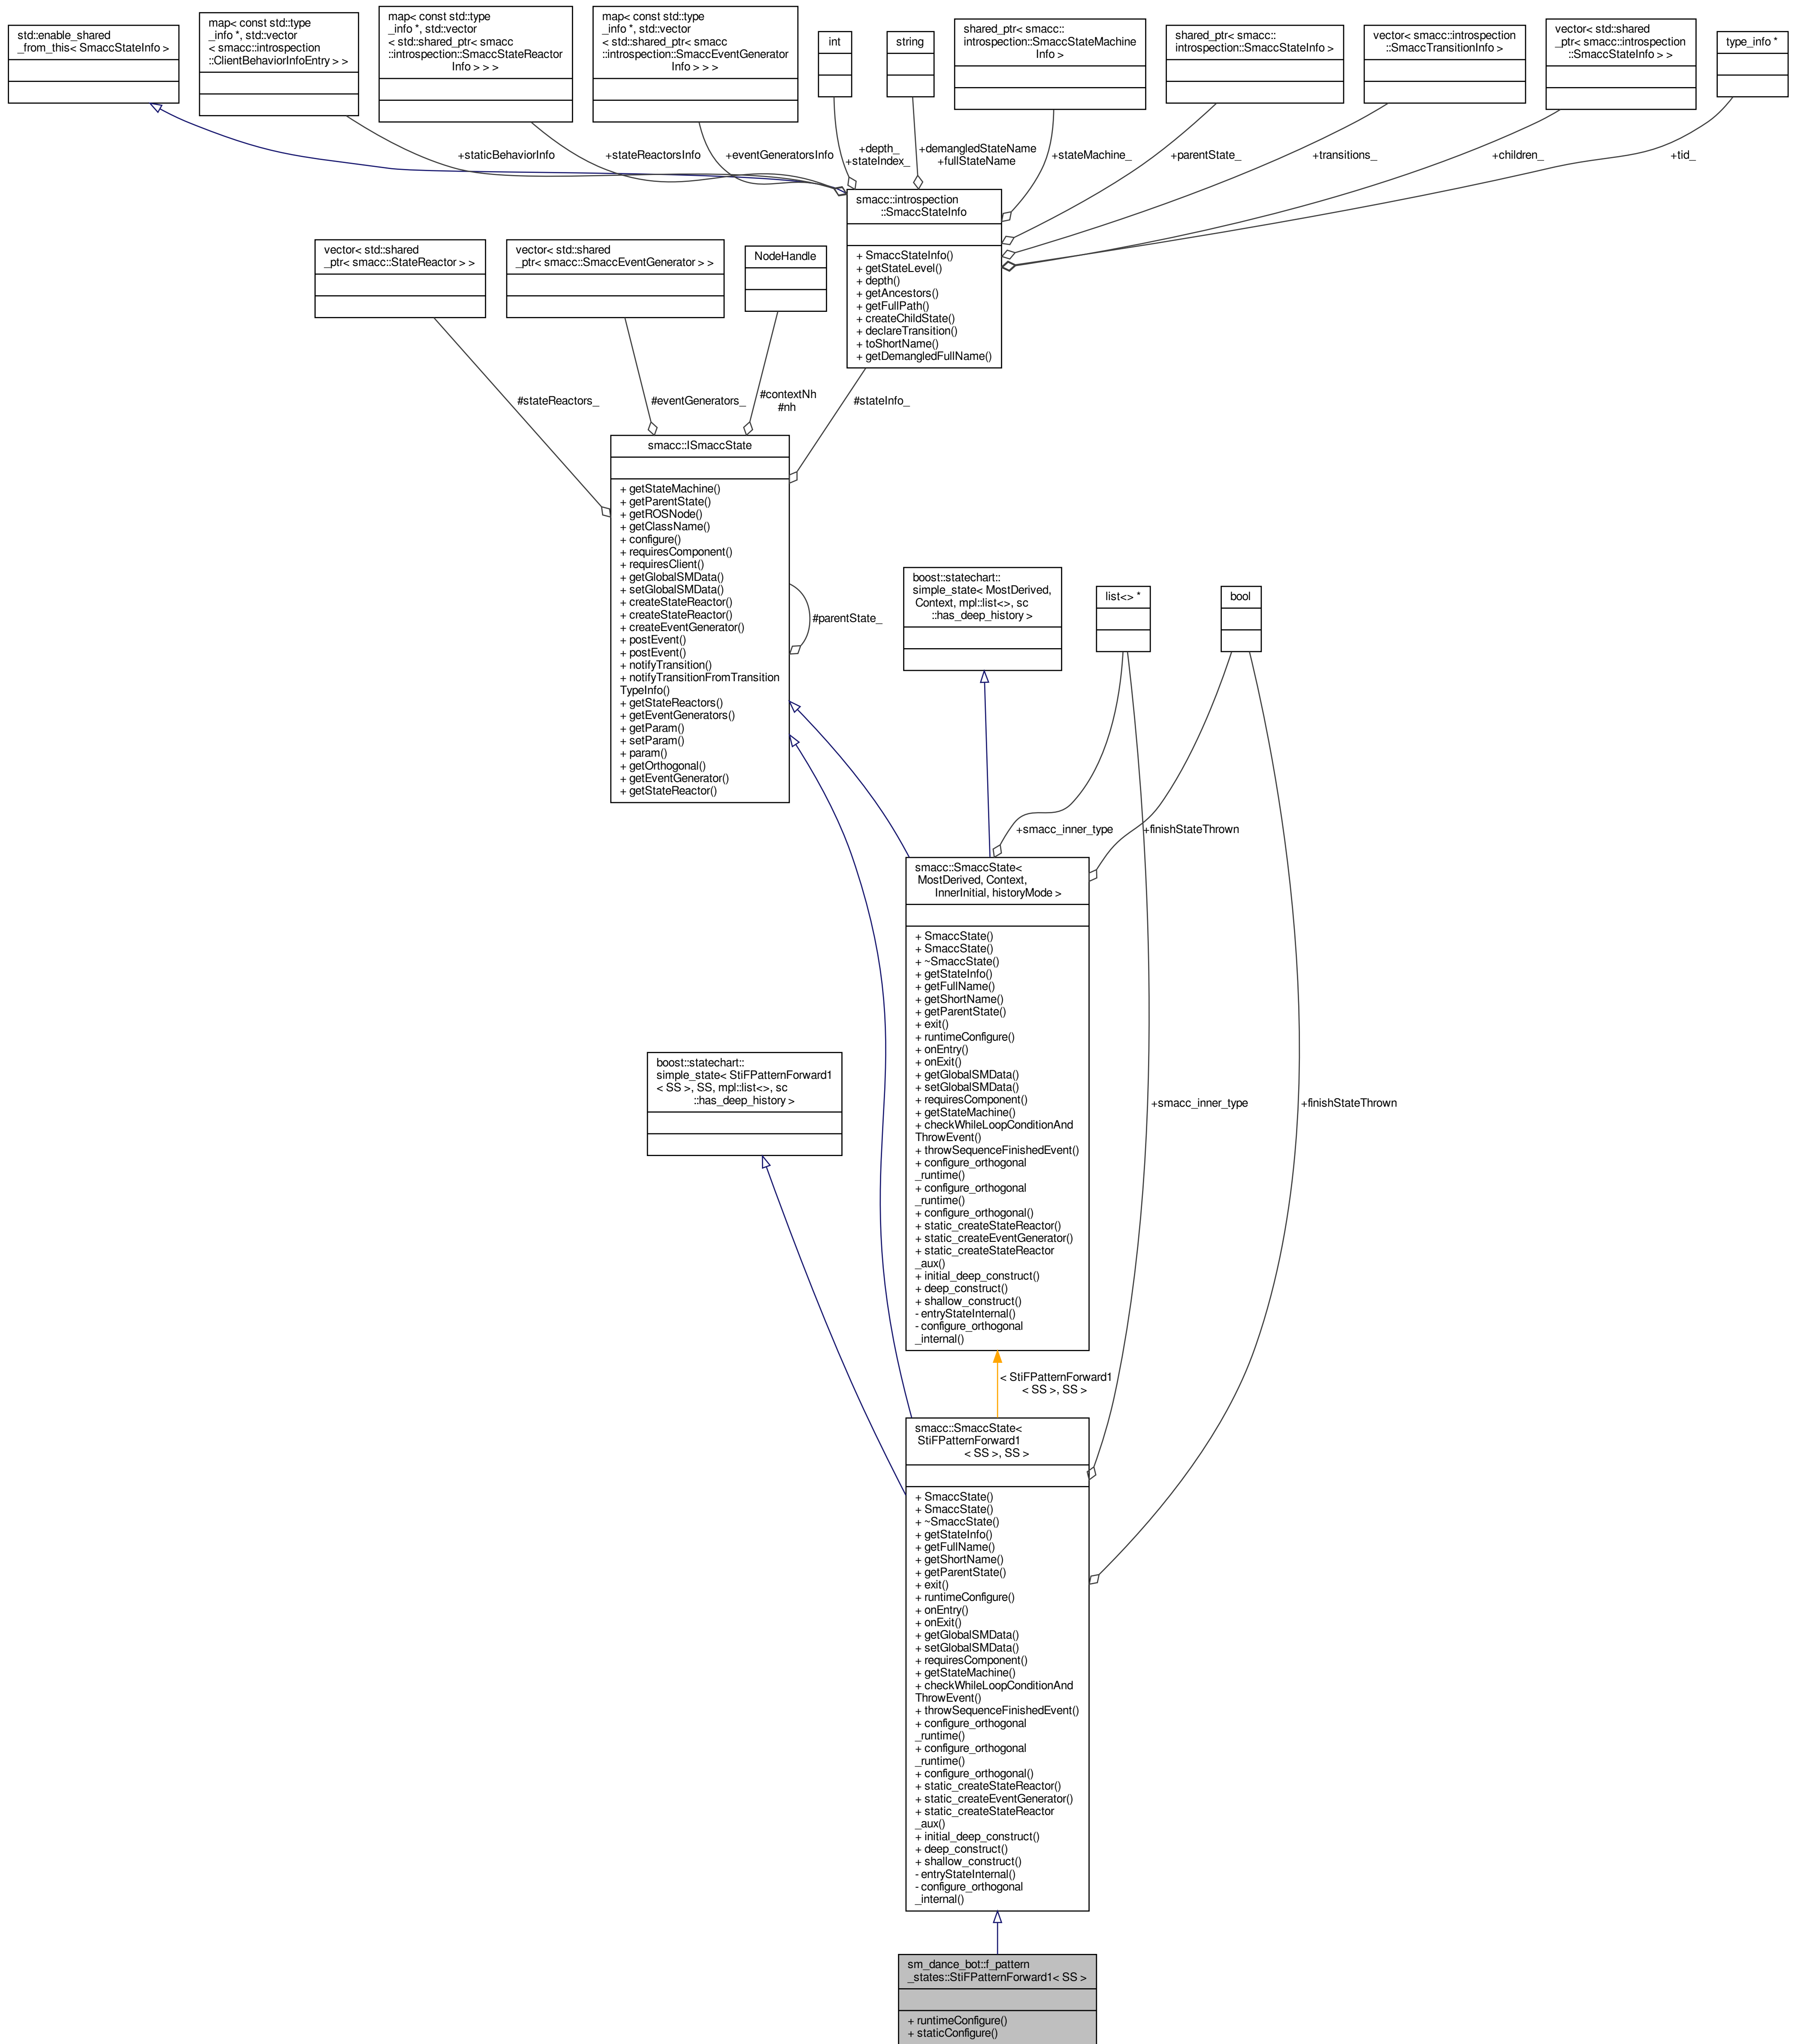 std::enable_shared
_from_this< SmaccStateInfo >
map< const std::type
_info *, std::vector
< smacc::introspection
::ClientBehaviorInfoEntry > >
map< const std::type
_info *, std::vector
< std::shared_ptr< smacc
::introspection::SmaccStateReactor
Info > > >
map< const std::type
_info *, std::vector
< std::shared_ptr< smacc
::introspection::SmaccEventGenerator
Info > > >
int
string
shared_ptr< smacc::
introspection::SmaccStateMachine
Info >
shared_ptr< smacc::
introspection::SmaccStateInfo >
vector< smacc::introspection
::SmaccTransitionInfo >
vector< std::shared
_ptr< smacc::introspection
::SmaccStateInfo > >
type_info *
+staticBehaviorInfo
+stateReactorsInfo
+eventGeneratorsInfo
+depth_
+stateIndex_
+demangledStateName
+fullStateName
+stateMachine_
+parentState_
+transitions_
+children_
+tid_
smacc::introspection
::SmaccStateInfo
+ SmaccStateInfo()
+ getStateLevel()
+ depth()
+ getAncestors()
+ getFullPath()
+ createChildState()
+ declareTransition()
+ toShortName()
+ getDemangledFullName()
vector< std::shared
_ptr< smacc::StateReactor > >
vector< std::shared
_ptr< smacc::SmaccEventGenerator > >
NodeHandle
#stateReactors_
#eventGenerators_
#contextNh
#nh
#stateInfo_
smacc::ISmaccState
+ getStateMachine()
+ getParentState()
+ getROSNode()
+ getClassName()
+ configure()
+ requiresComponent()
+ requiresClient()
+ getGlobalSMData()
+ setGlobalSMData()
+ createStateReactor()
+ createStateReactor()
+ createEventGenerator()
+ postEvent()
+ postEvent()
+ notifyTransition()
+ notifyTransitionFromTransition
TypeInfo()
+ getStateReactors()
+ getEventGenerators()
+ getParam()
+ setParam()
+ param()
+ getOrthogonal()
+ getEventGenerator()
+ getStateReactor()
#parentState_
boost::statechart::
simple_state< MostDerived,
Context, mpl::list<>, sc
::has_deep_history >
list<> *
bool
+smacc_inner_type
+finishStateThrown
smacc::SmaccState<
MostDerived, Context,
InnerInitial, historyMode >
+ SmaccState()
+ SmaccState()
+ ~SmaccState()
+ getStateInfo()
+ getFullName()
+ getShortName()
+ getParentState()
+ exit()
+ runtimeConfigure()
+ onEntry()
+ onExit()
+ getGlobalSMData()
+ setGlobalSMData()
+ requiresComponent()
+ getStateMachine()
+ checkWhileLoopConditionAnd
ThrowEvent()
+ throwSequenceFinishedEvent()
+ configure_orthogonal
_runtime()
+ configure_orthogonal
_runtime()
+ configure_orthogonal()
+ static_createStateReactor()
+ static_createEventGenerator()
+ static_createStateReactor
_aux()
+ initial_deep_construct()
+ deep_construct()
+ shallow_construct()
- entryStateInternal()
- configure_orthogonal
_internal()
boost::statechart::
simple_state< StiFPatternForward1
< SS >, SS, mpl::list<>, sc
::has_deep_history >
+smacc_inner_type
+finishStateThrown
< StiFPatternForward1
< SS >, SS >
smacc::SmaccState<
StiFPatternForward1
< SS >, SS >
+ SmaccState()
+ SmaccState()
+ ~SmaccState()
+ getStateInfo()
+ getFullName()
+ getShortName()
+ getParentState()
+ exit()
+ runtimeConfigure()
+ onEntry()
+ onExit()
+ getGlobalSMData()
+ setGlobalSMData()
+ requiresComponent()
+ getStateMachine()
+ checkWhileLoopConditionAnd
ThrowEvent()
+ throwSequenceFinishedEvent()
+ configure_orthogonal
_runtime()
+ configure_orthogonal
_runtime()
+ configure_orthogonal()
+ static_createStateReactor()
+ static_createEventGenerator()
+ static_createStateReactor
_aux()
+ initial_deep_construct()
+ deep_construct()
+ shallow_construct()
- entryStateInternal()
- configure_orthogonal
_internal()
sm_dance_bot::f_pattern
_states::StiFPatternForward1< SS >
+ runtimeConfigure()
+ staticConfigure()